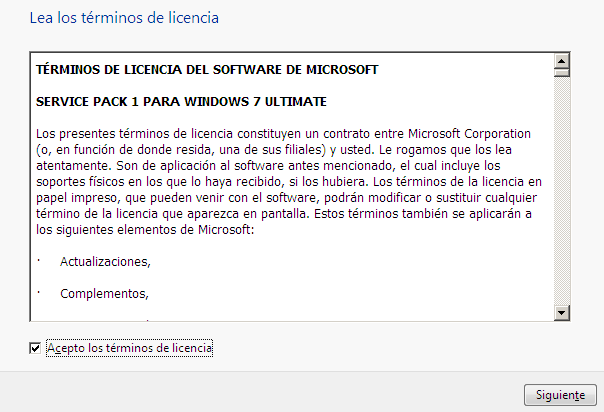 Lea los términos de licencia
TÉRMINOS DE LICENCIA DEL SOFTWARE DE MICROSOFT
SERVICE PACK 1 PARA WINDOWS 7 ULTIMATE
Los presentes términos de licencia constituyen un contrato entre Microsoft Corporation
(o, en función de donde resida, una de sus filiales) y usted. Le rogamos que los lea
atentamente. Son de aplicación al software antes mencionado, el cual incluye los
soportes físicos en los que lo haya recibido, si los hubiera. Los términos de la licencia en
papel impreso, que pueden venir con el software, podrán modificar o sustituir cualquier
término de la licencia que aparezca en pantalla. Estos términos también se aplicarán a
los siguientes elementos de Microsoft:
· Actualizaciones,
· Complementos,
Acepto los términos de licencia
Siguiente